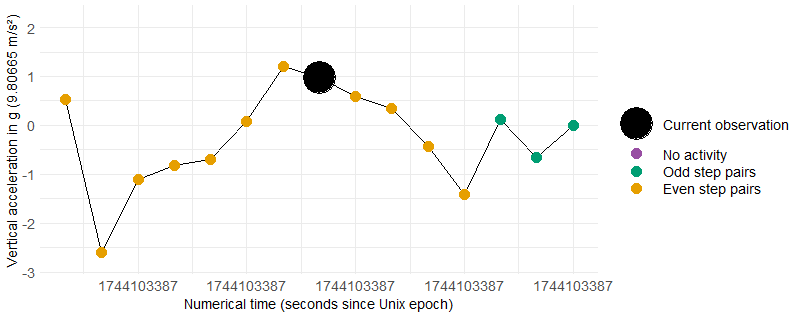 Vertical acceleration in g (9.80665 m/s²)
2
1
0
-1
-2
-3
1744103387 1744103387 1744103387 1744103387 1744103387
Numerical time (seconds since Unix epoch)
Current observation
No activity
Odd step pairs
Even step pairs